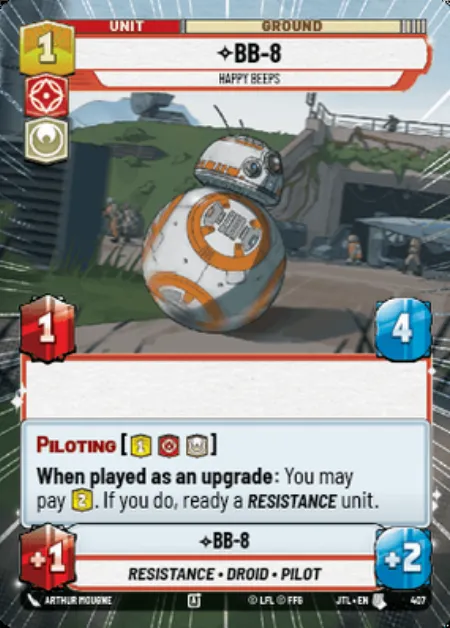 UNIT
GROUND
1
BB-8
HAPPY BEEPS
1
4
PILOTING [1]
When played as an upgrade: You may
pay 2. If you do, ready a RESISTANCE unit.
BB-8
+1
+2
RESISTANCE • DROID • PILOT
ARTHUR MOUGNE
© LFL © FFG
JTL • EN
407